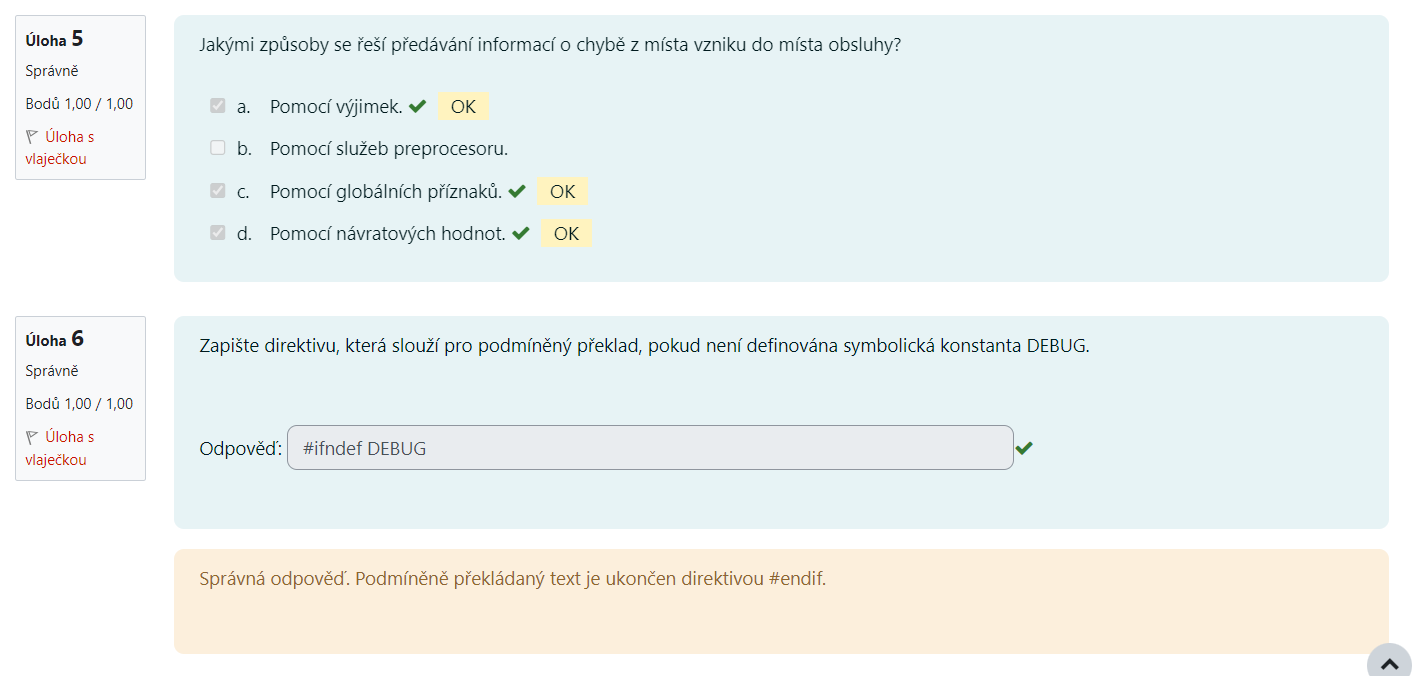 Úloha 5
Správně
Bodů 1,00 / 1,00
Úloha s
vlaječkou
Jakými způsoby se řeší předávání informací o chybě z místa vzniku do místa obsluhy?
a. Pomocí výjimek. OK
b. Pomocí služeb preprocesoru.
c. Pomocí globálních příznaků. OK
d. Pomocí návratových hodnot. OK
Úloha 6
Správně
Bodů 1,00 / 1,00
Úloha s
vlaječkou
Zapište direktivu, která slouží pro podmíněný překlad, pokud není definována symbolická konstanta DEBUG.
Odpověď: #ifndef DEBUG
Správná odpověď. Podmíněně překládaný text je ukončen direktivou #endif.